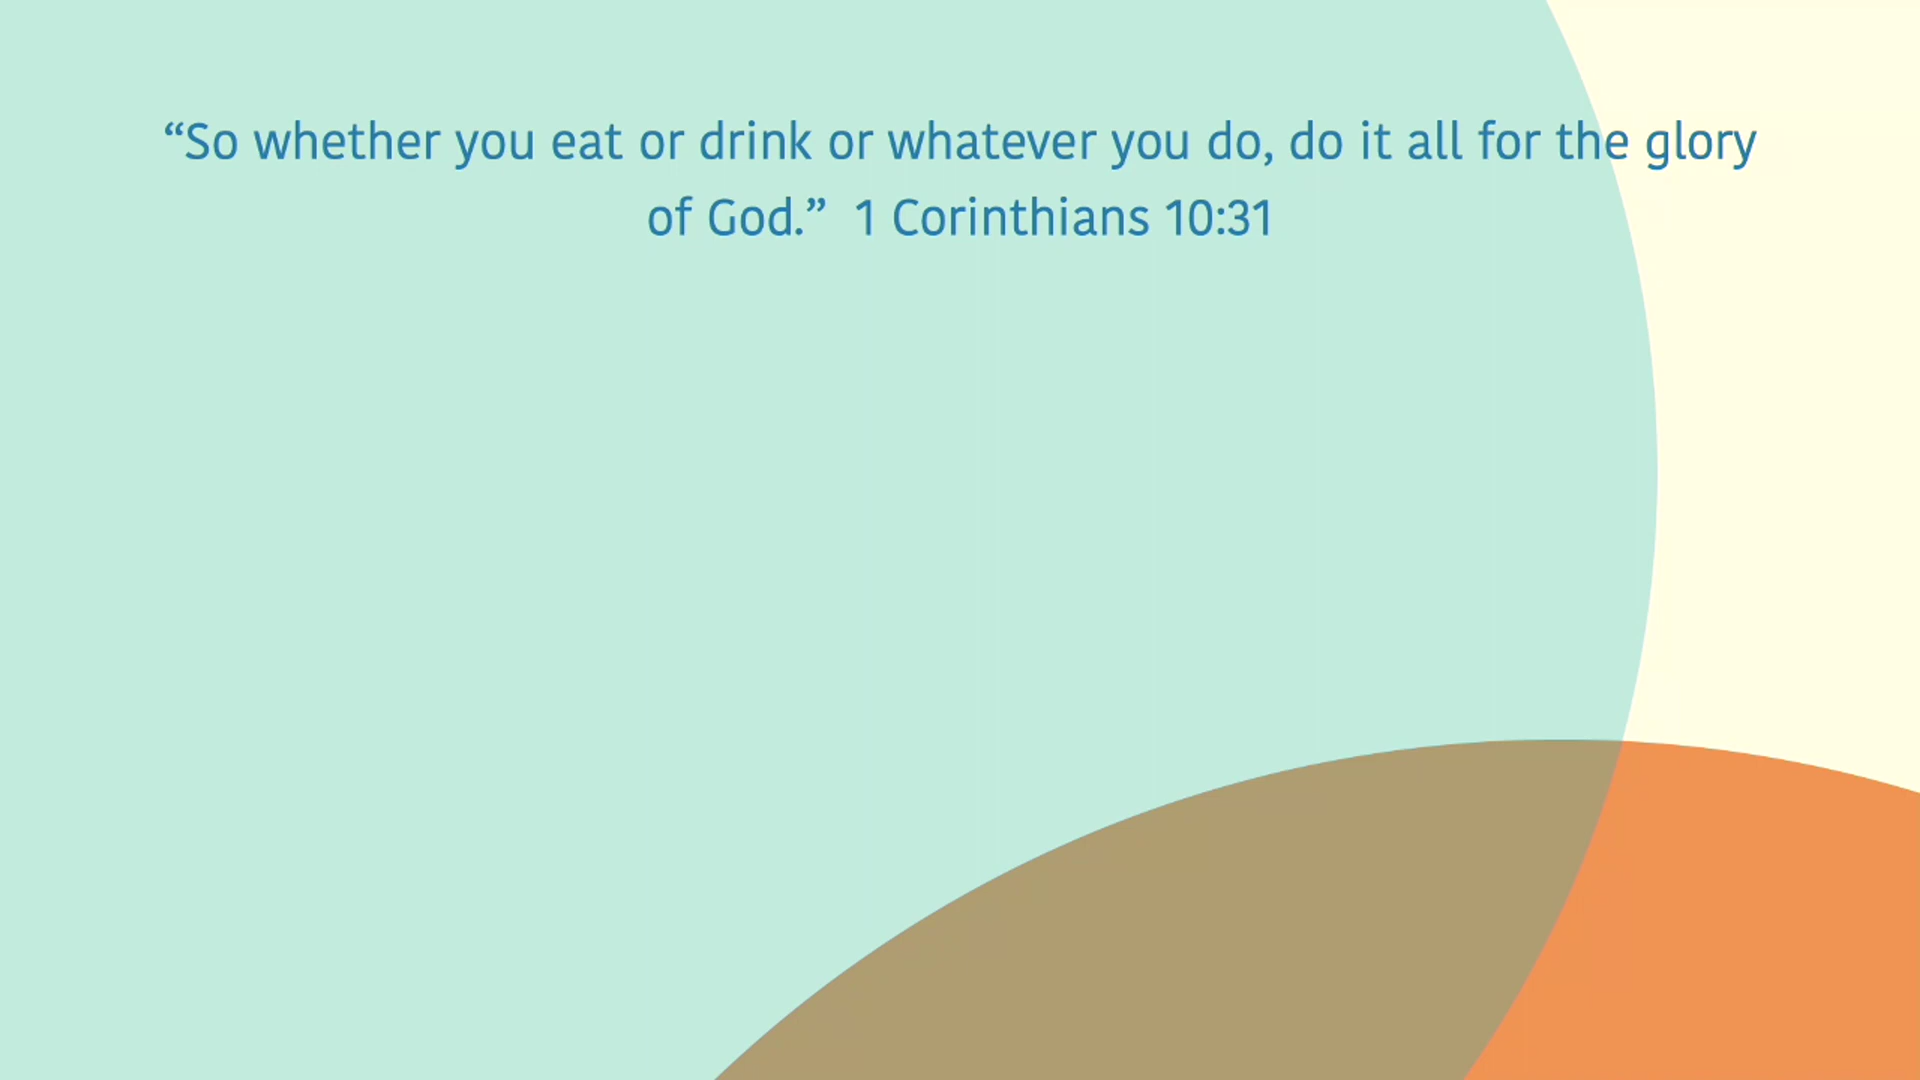 “So whether you eat or drink or whatever you do, do it all for the glory
of God.”  1 Corinthians 10:31